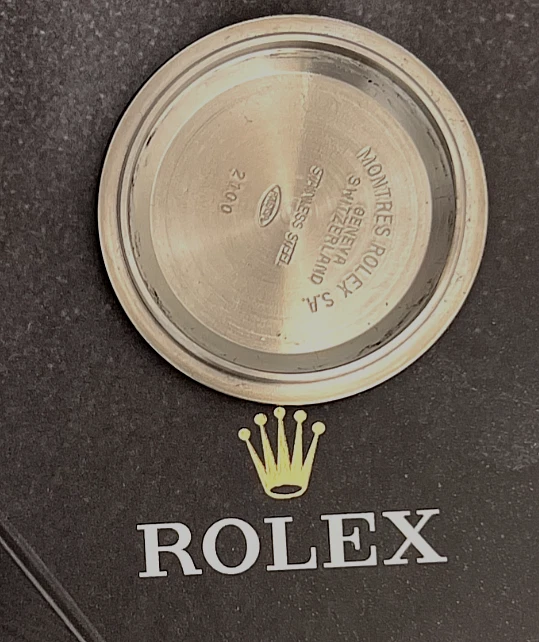 MONTRES ROLEX S.A.
GENEVA
SWITZERLAND
STAINLESS STEEL
2100
ROLEX